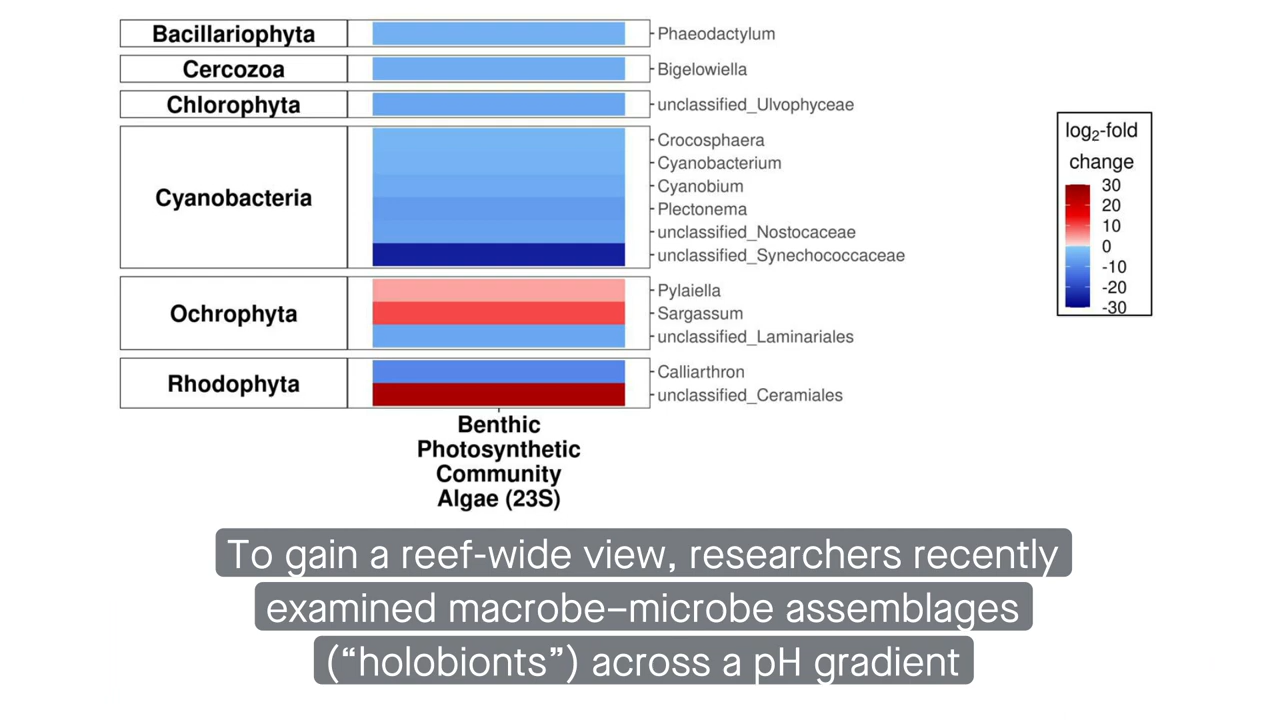 Bacillariophyta
Phaeodactylum
Cercozoa
Bigelowiella
Chlorophyta
unclassified_Ulvophyceae
Cyanobacteria
Crocosphaera
Cyanobacterium
Cyanobium
Plectonema
unclassified_Nostocaceae
unclassified_Synechococcaceae
Ochrophyta
Pylaiella
Sargassum
unclassified_Laminariales
Rhodophyta
Calliarthron
unclassified_Ceramiales
Benthic
Photosynthetic
Community
Algae (23S)
log₂-fold
change
30
20
10
0
-10
-20
-30
To gain a reef-wide view, researchers recently
examined macrobe–microbe assemblages
(“holobionts”) across a pH gradient